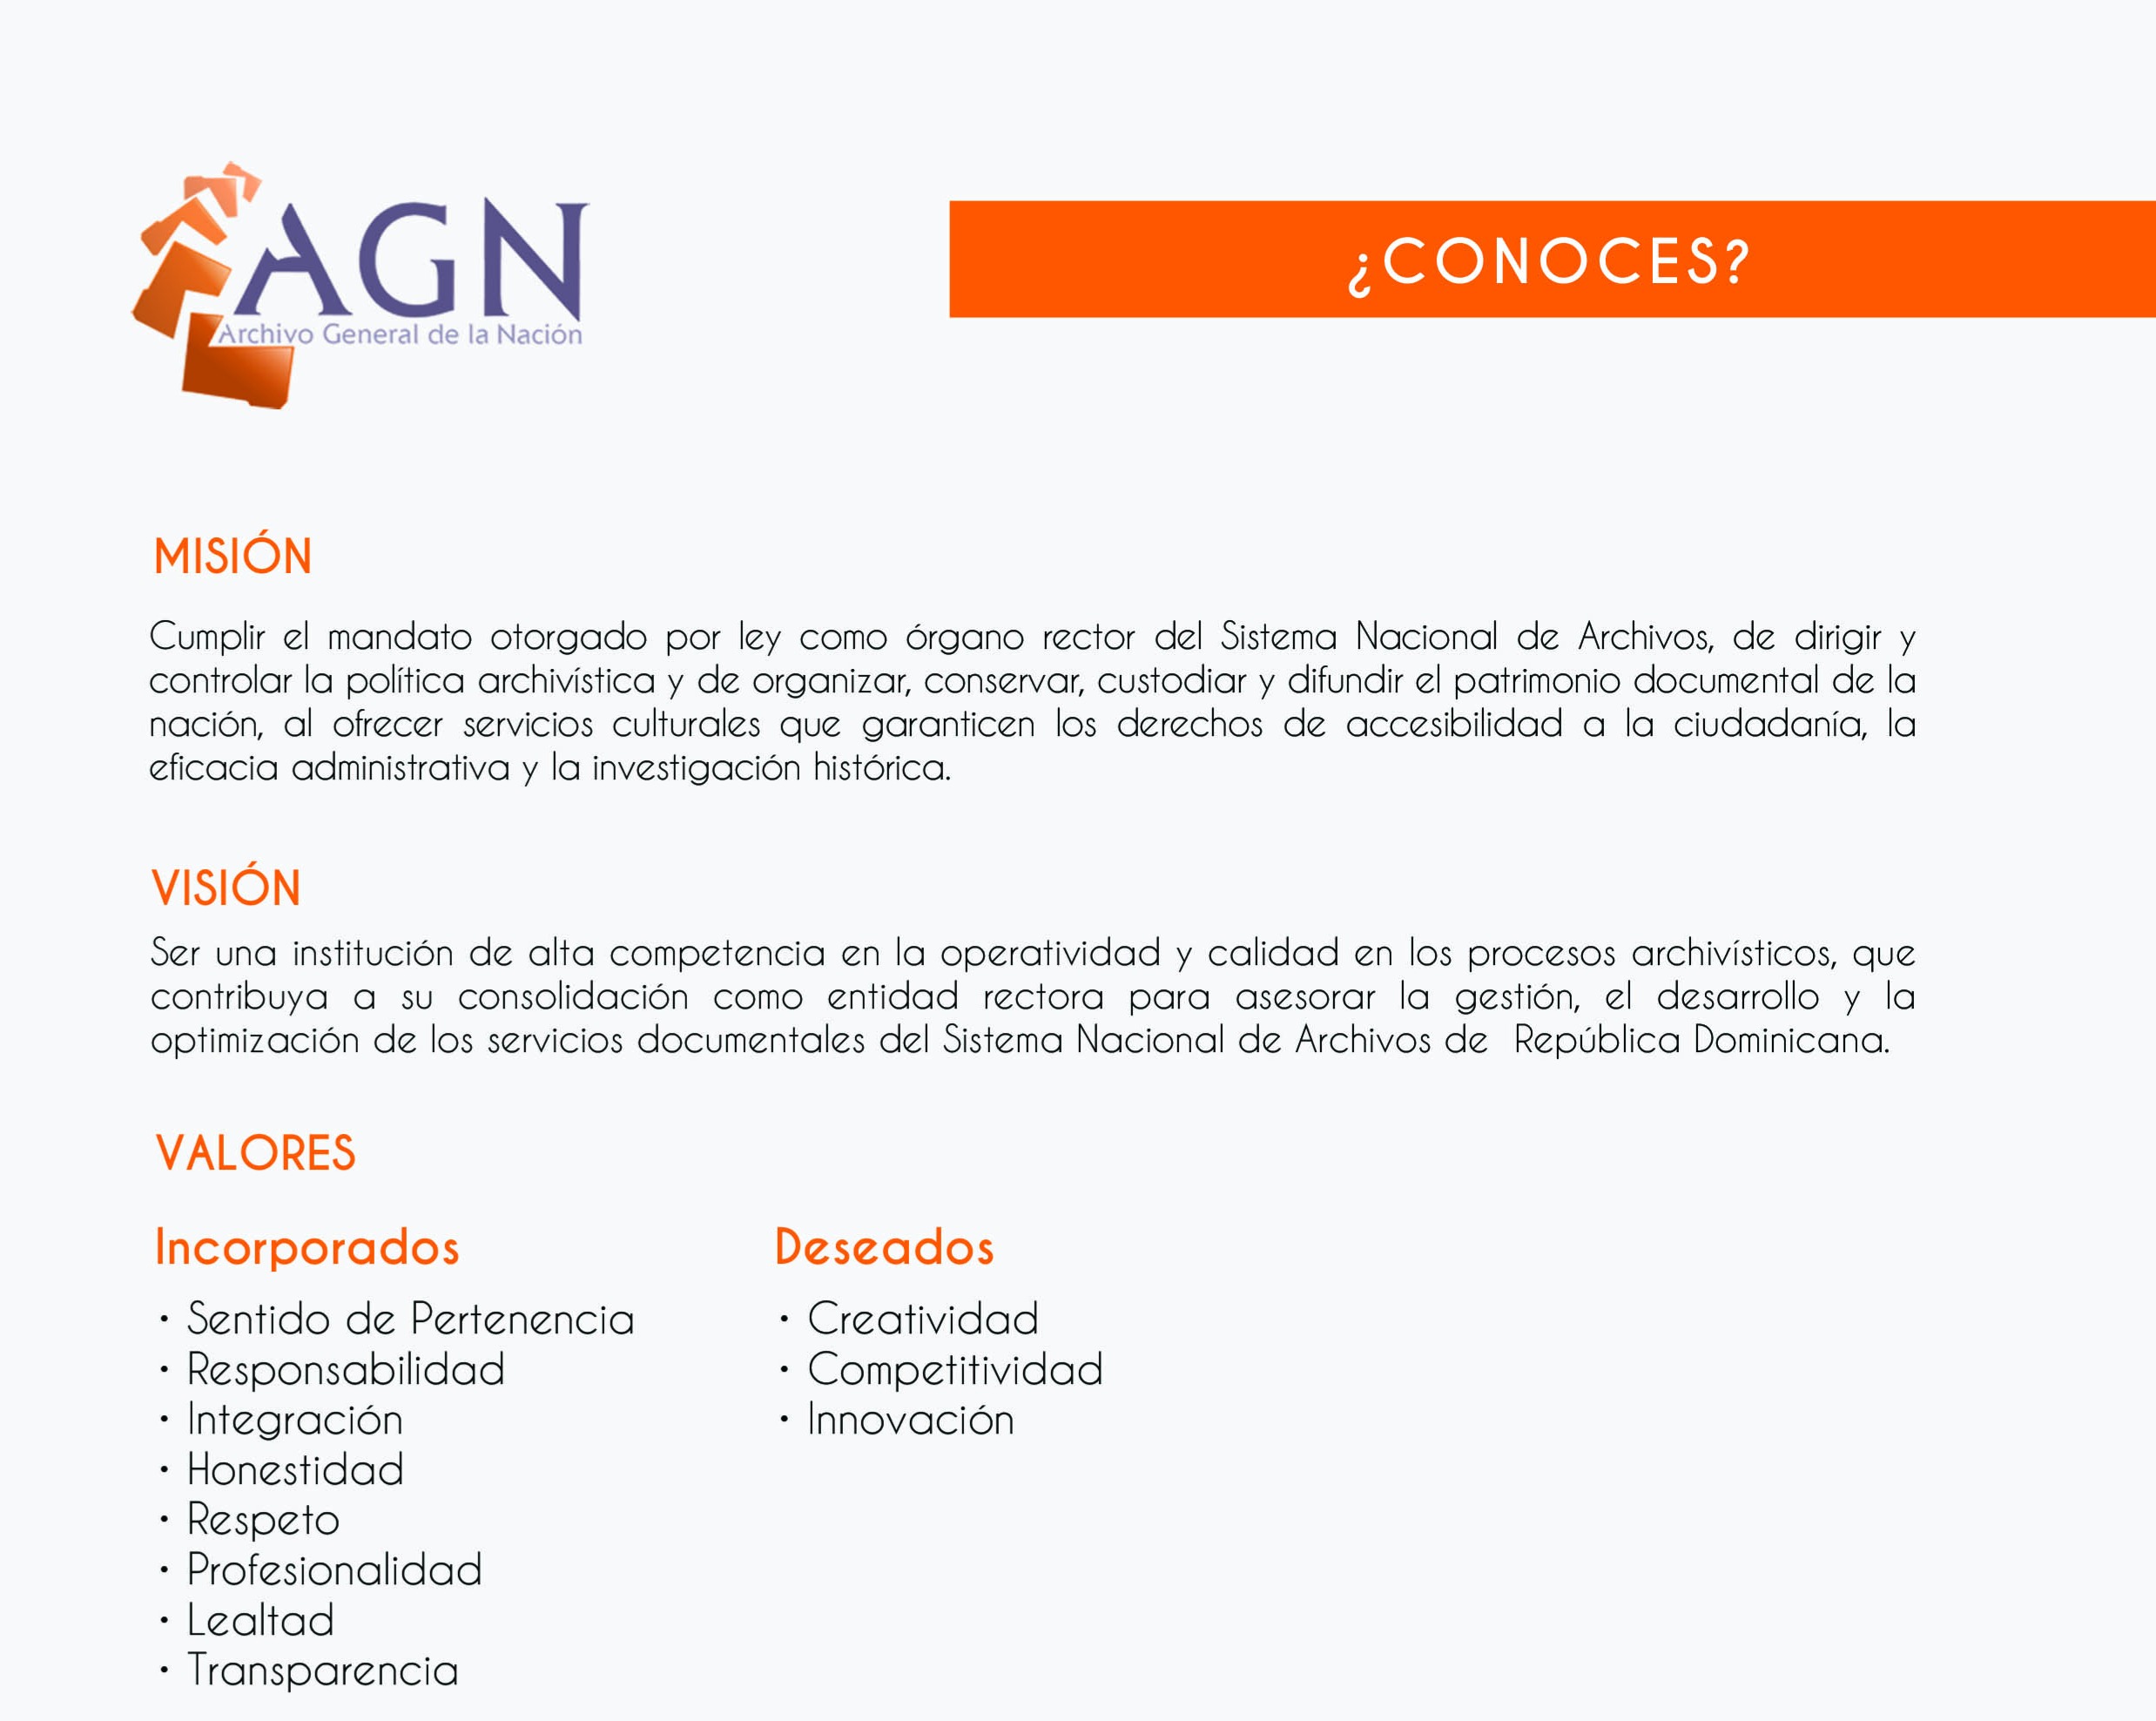 AGN
Archivo General de la Nación
¿CONOCES?
MISIÓN
Cumplir el mandato otorgado por ley como órgano rector del Sistema Nacional de Archivos, de dirigir y
controlar la política archivística y de organizar, conservar, custodiar y difundir el patrimonio documental de la
nación, al ofrecer servicios culturales que garanticen los derechos de accesibilidad a la ciudadanía, la
eficacia administrativa y la investigación histórica.
VISIÓN
Ser una institución de alta competencia en la operatividad y calidad en los procesos archivísticos, que
contribuya a su consolidación como entidad rectora para asesorar la gestión, el desarrollo y la
optimización de los servicios documentales del Sistema Nacional de Archivos de República Dominicana.
VALORES
Incorporados
• Sentido de Pertenencia
• Responsabilidad
• Integración
• Honestidad
• Respeto
• Profesionalidad
• Lealtad
• Transparencia
Deseados
• Creatividad
• Competitividad
• Innovación